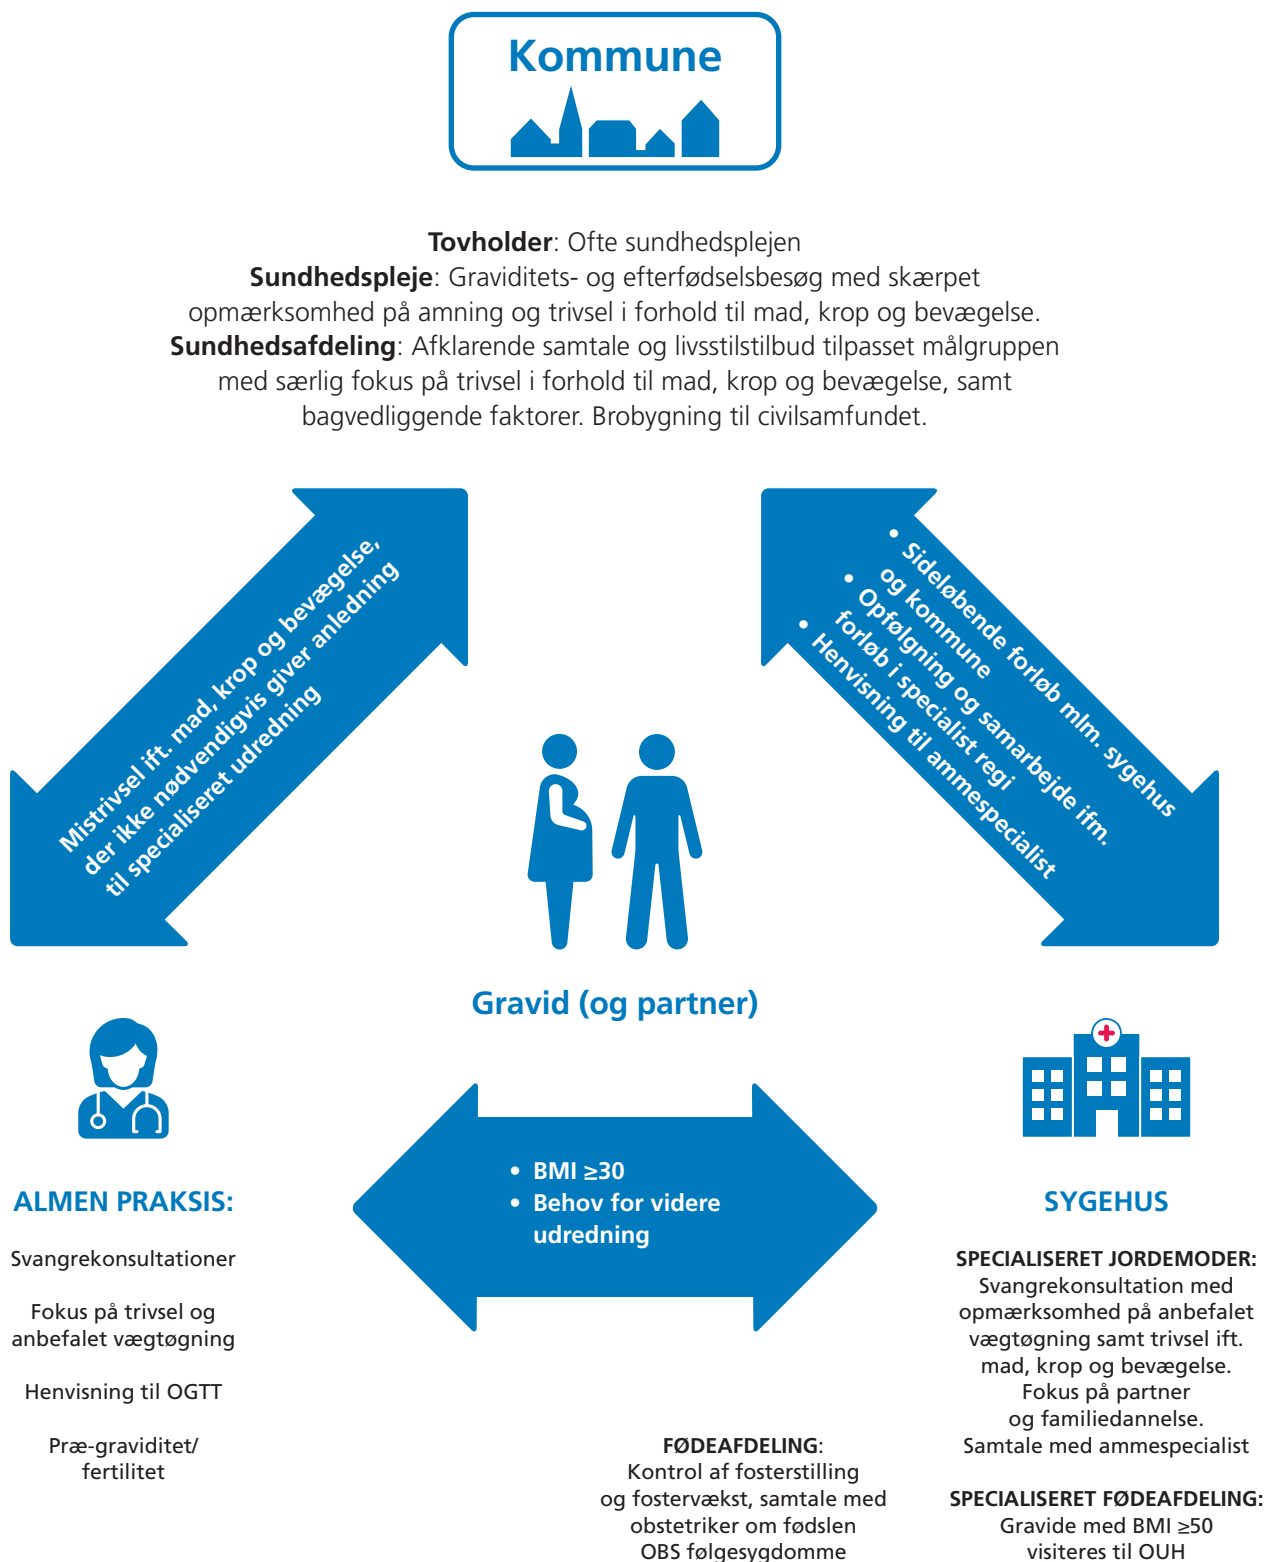 Kommune
Tovholder: Ofte sundhedsplejen
Sundhedspleje: Graviditets- og efterfødselsbesøg med skærpet
opmærksomhed på amning og trivsel i forhold til mad, krop og bevægelse.
Sundhedsafdeling: Afklarende samtale og livsstilstilbud tilpasset målgruppen
med særlig fokus på trivsel i forhold til mad, krop og bevægelse, samt
bagvedliggende faktorer. Brobygning til civilsamfundet.
Mistrivsel ift. mad, krop og bevægelse,
der ikke nødvendigvis giver anledning
til specialiseret udredning
• Sideløbende forløb mlm. sygehus
og kommune
• Opfølgning og samarbejde ifm.
forløb i specialist regi
• Henvisning til ammespecialist
Gravid (og partner)
• BMI ≥30
• Behov for videre
udredning
ALMEN PRAKSIS:
Svangrekonsultationer
Fokus på trivsel og
anbefalet vægtøgning
Henvisning til OGTT
Præ-graviditet/
fertilitet
FØDEAFDELING:
Kontrol af fosterstilling
og fostervækst, samtale med
obstetriker om fødslen
OBS følgesygdomme
SYGEHUS
SPECIALISERET JORDEMODER:
Svangrekonsultation med
opmærksomhed på anbefalet
vægtøgning samt trivsel ift.
mad, krop og bevægelse.
Fokus på partner
og familiedannelse.
Samtale med ammespecialist
SPECIALISERET FØDEAFDELING:
Gravide med BMI ≥50
visiteres til OUH